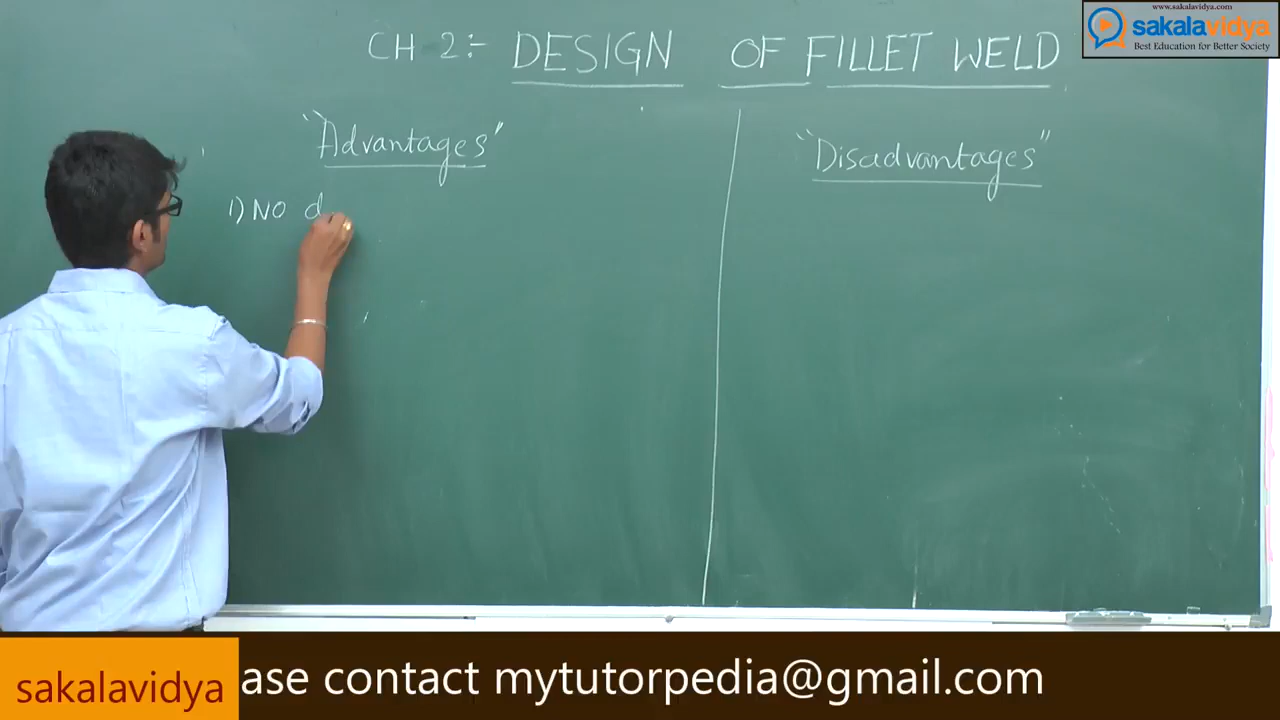 www.sakalavidya.com
sakalavidya
Best Education for Better Society
CH 2:- DESIGN OF FILLET WELD
"Advantages"
"Disadvantages"
1) NO d
sakalavidya
ase contact mytutorpedia@gmail.com